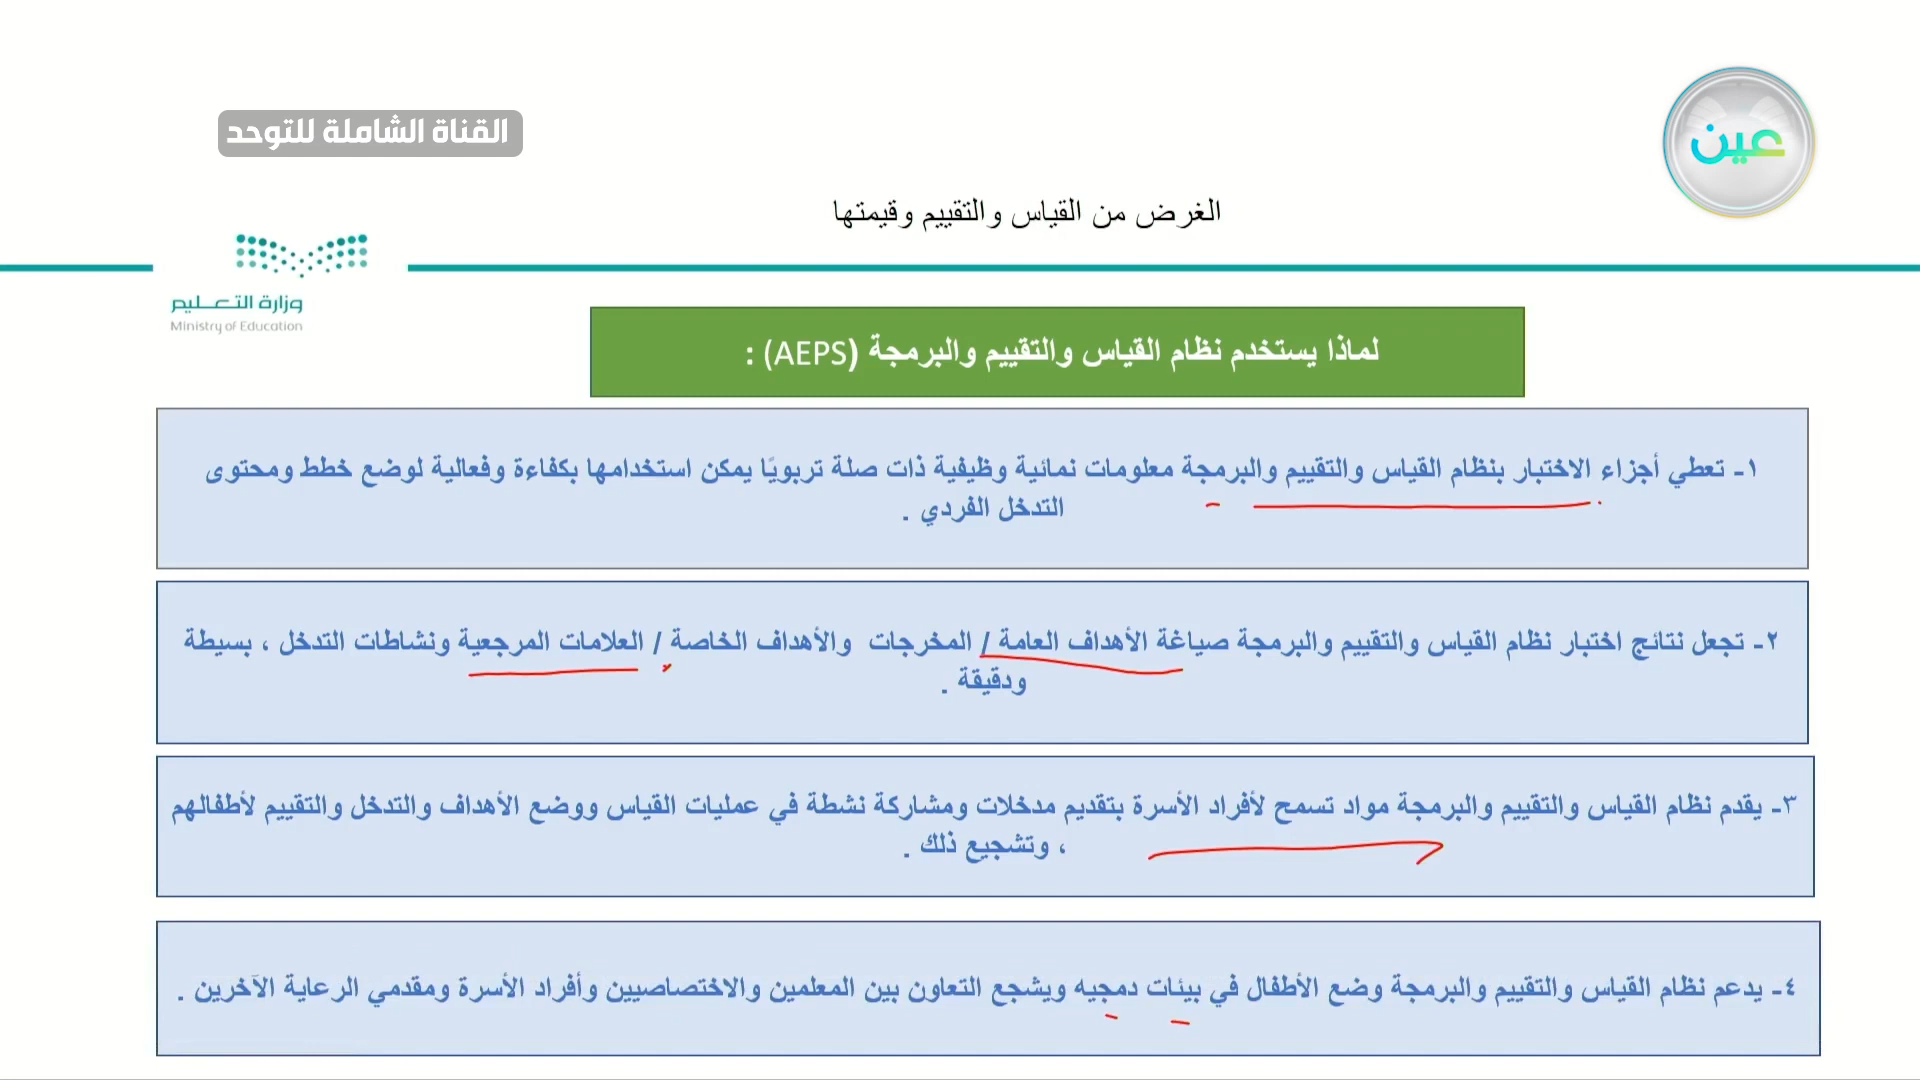 عين
القناة الشاملة للتوحد
الغرض من القياس والتقييم وقيمتها
وزارة التعليم
Ministry of Education
لماذا يستخدم نظام القياس والتقييم والبرمجة (AEPS) :
١- تعطي أجزاء الاختبار بنظام القياس والتقييم والبرمجة معلومات نمائية وظيفية ذات صلة تربويًا يمكن استخدامها بكفاءة وفعالية لوضع خطط ومحتوى
التدخل الفردي .
٢- تجعل نتائج اختبار نظام القياس والتقييم والبرمجة صياغة الأهداف العامة / المخرجات والأهداف الخاصة / العلامات المرجعية ونشاطات التدخل ، بسيطة
ودقيقة .
٣- يقدم نظام القياس والتقييم والبرمجة مواد تسمح لأفراد الأسرة بتقديم مدخلات ومشاركة نشطة في عمليات القياس ووضع الأهداف والتدخل والتقييم لأطفالهم
، وتشجيع ذلك .
٤- يدعم نظام القياس والتقييم والبرمجة وضع الأطفال في بيئات دمجيه ويشجع التعاون بين المعلمين والاختصاصيين وأفراد الأسرة ومقدمي الرعاية الآخرين .